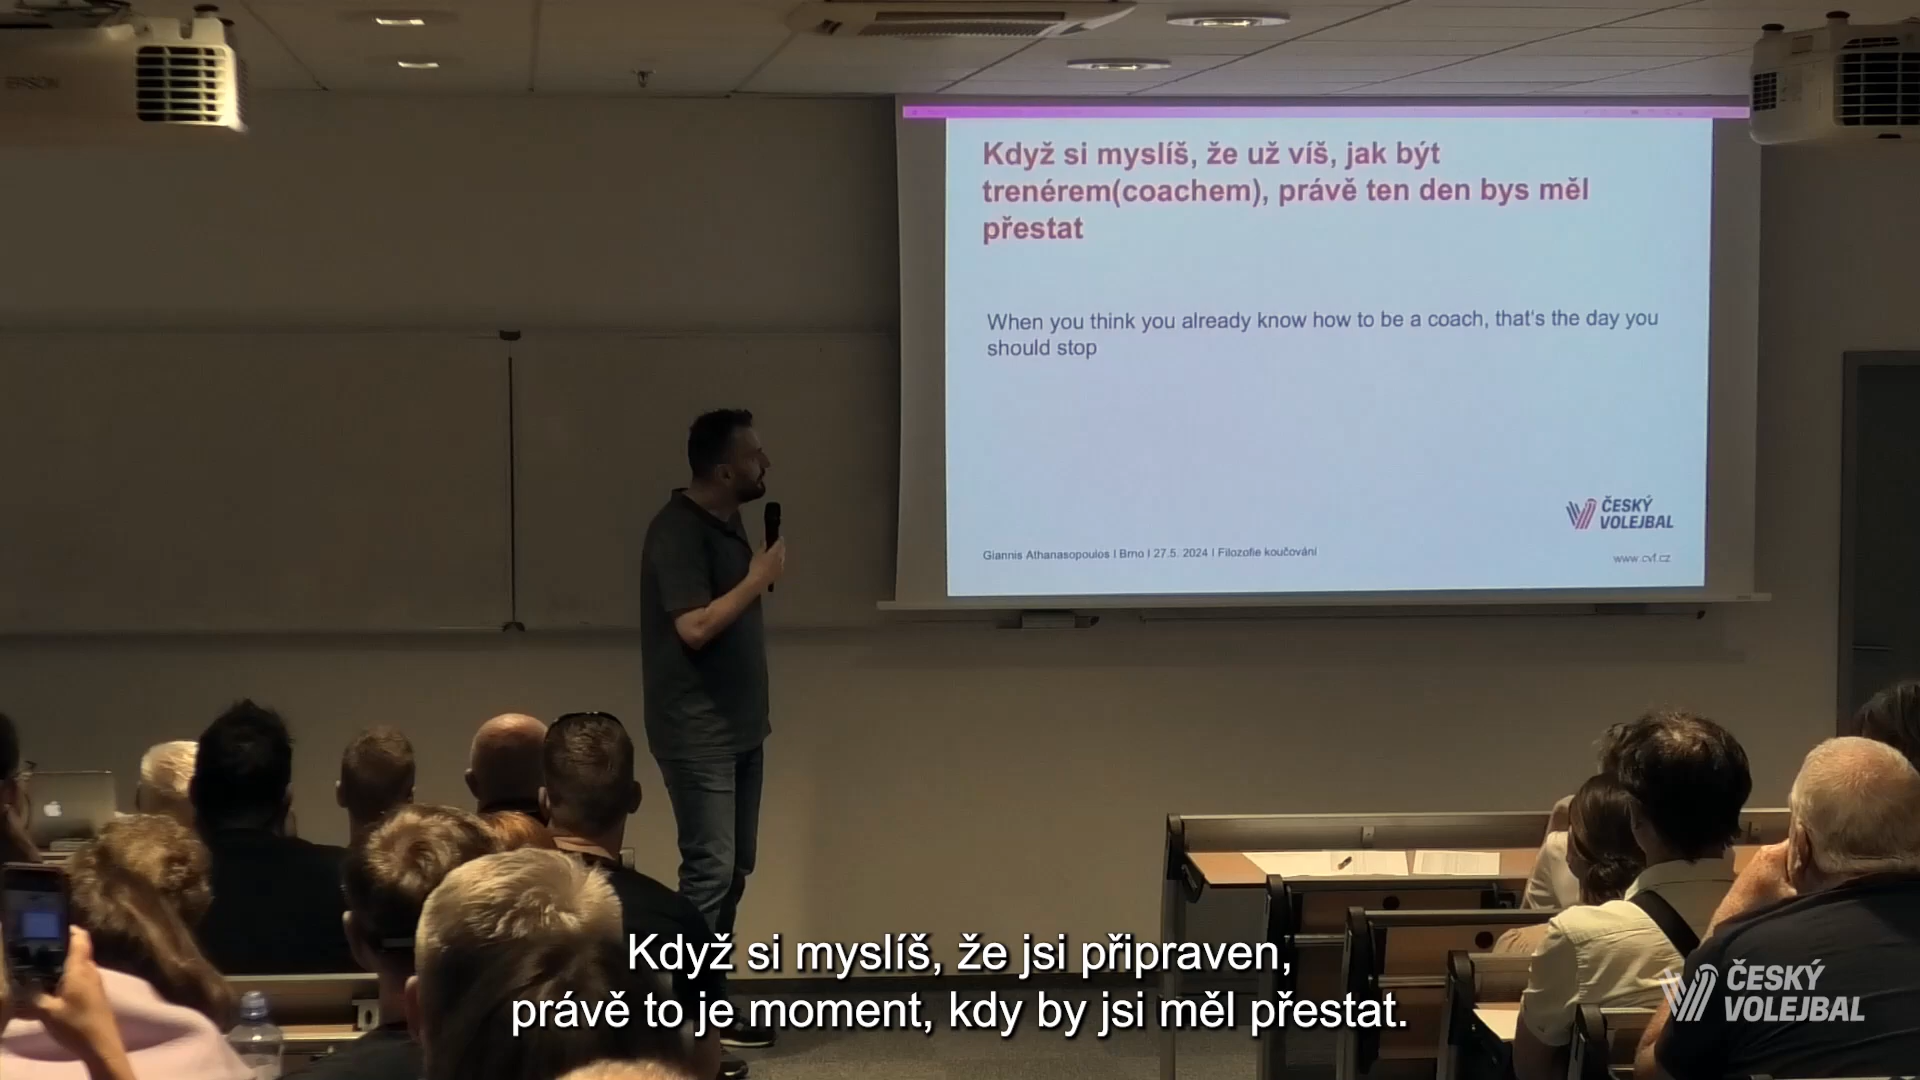 EPSON
Když si myslíš, že už víš, jak být
trenérem(coachem), právě ten den bys měl
přestat
When you think you already know how to be a coach, that's the day you
should stop
ČESKÝ
VOLEJBAL
Giannis Athanasopoulos I Brno I 27.5. 2024 I Filozofie koučování
www.cvf.cz
Když si myslíš, že jsi připraven,
právě to je moment, kdy by jsi měl přestat.
ČESKÝ
VOLEJBAL